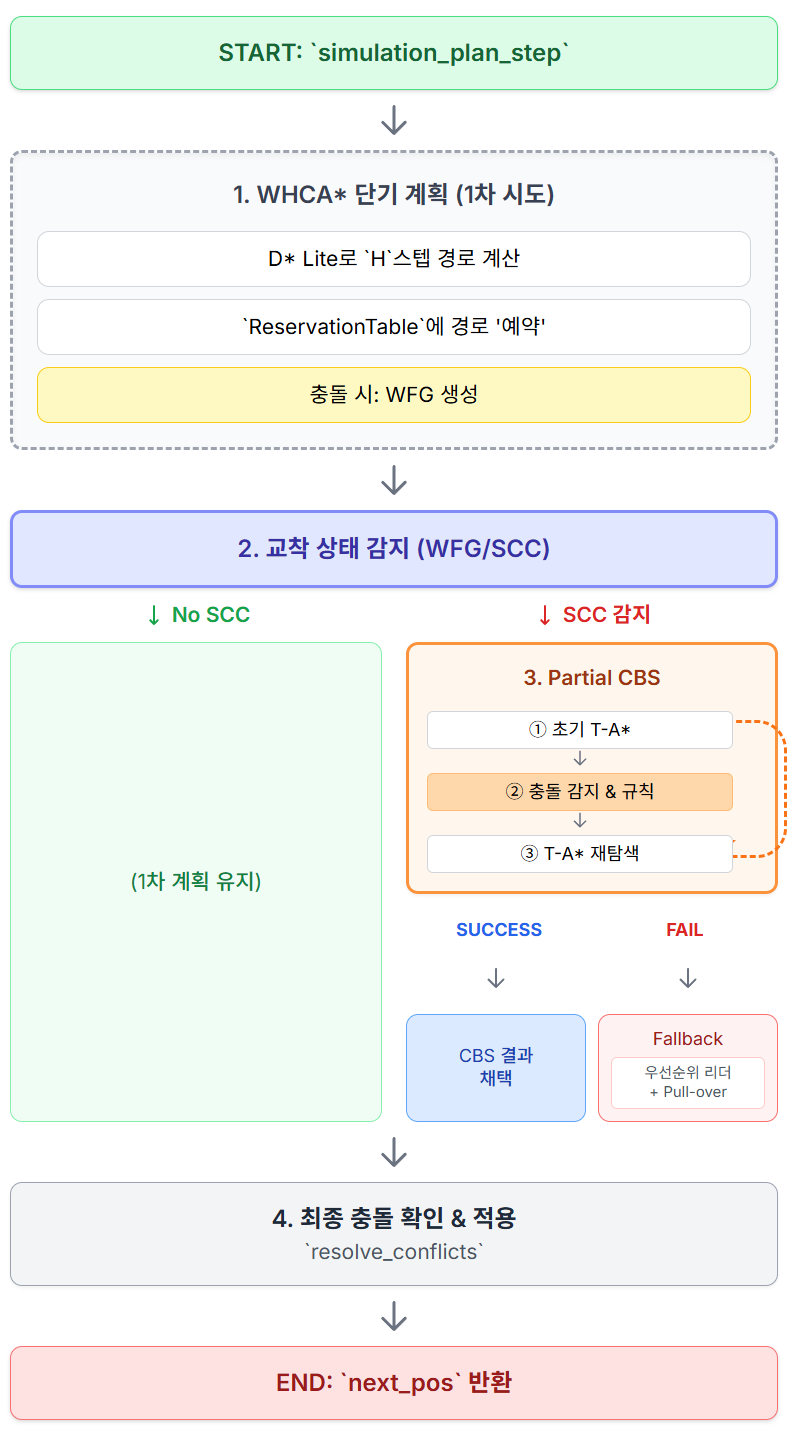 START: `simulation_plan_step`
1. WHCA* 단기 계획 (1차 시도)
D* Lite로 `H`스텝 경로 계산
`ReservationTable`에 경로 '예약'
충돌 시: WFG 생성
2. 교착 상태 감지 (WFG/SCC)
↓ No SCC
↓ SCC 감지
(1차 계획 유지)
3. Partial CBS
① 초기 T-A*
② 충돌 감지 & 규칙
③ T-A* 재탐색
SUCCESS
FAIL
CBS 결과
채택
Fallback
우선순위 리더
+ Pull-over
4. 최종 충돌 확인 & 적용
`resolve_conflicts`
END: `next_pos` 반환